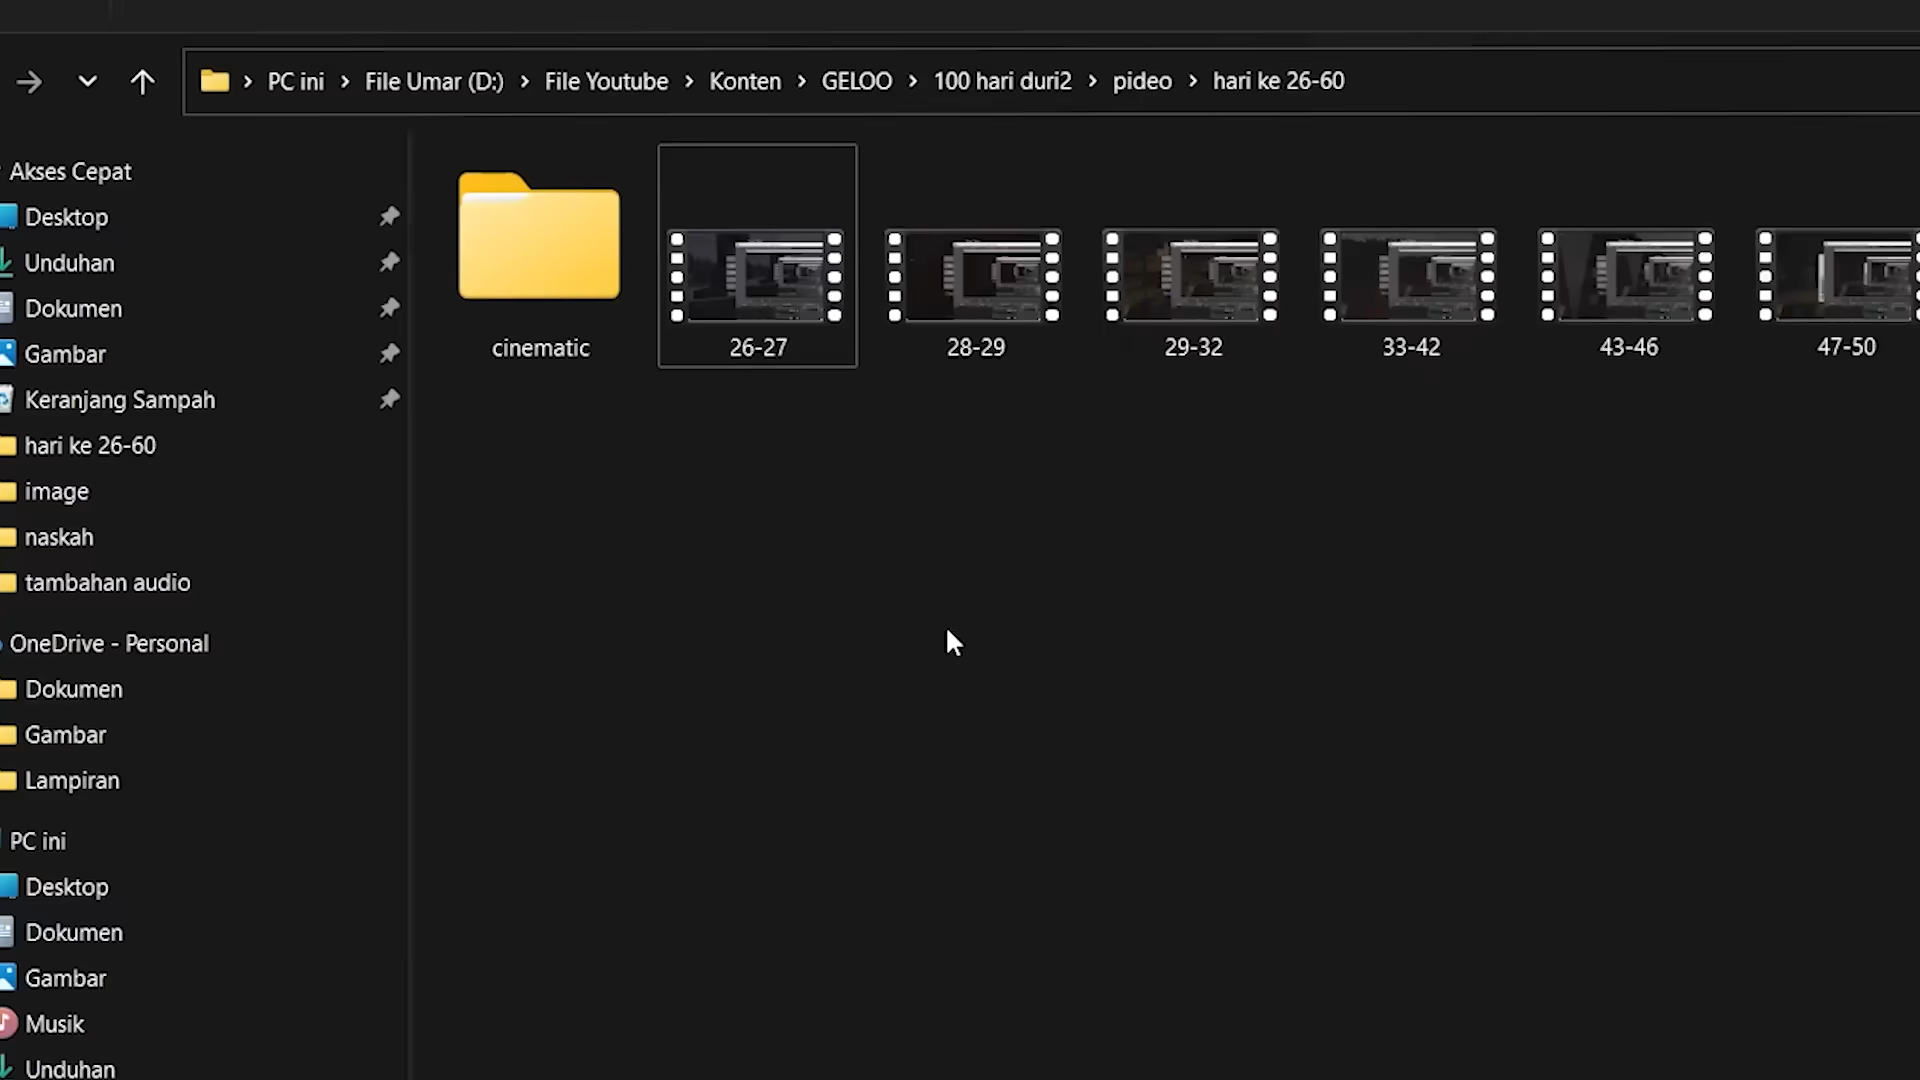 PC ini > File Umar (D:) > File Youtube > Konten > GELOO > 100 hari duri2 > pideo > hari ke 26-60
Akses Cepat
Desktop
Unduhan
Dokumen
Gambar
Keranjang Sampah
hari ke 26-60
image
naskah
tambahan audio
OneDrive - Personal
Dokumen
Gambar
Lampiran
PC ini
Desktop
Dokumen
Gambar
Musik
Unduhan
cinematic
26-27
28-29
29-32
33-42
43-46
47-50